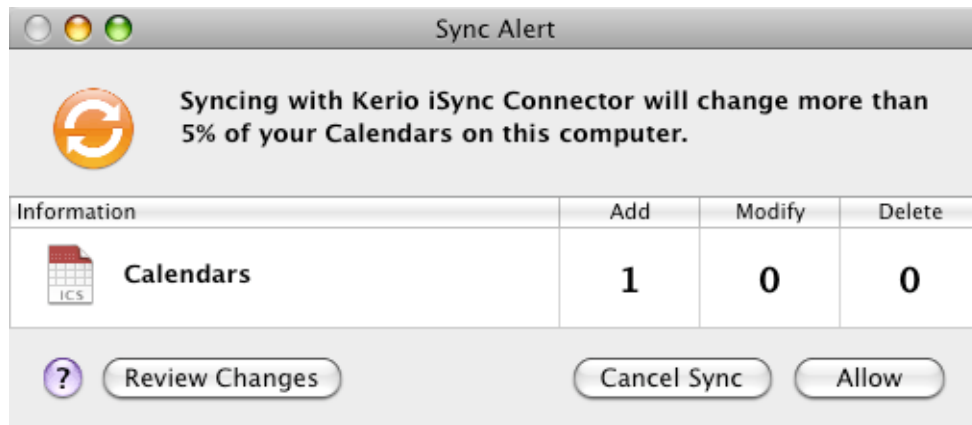 Sync Alert
Syncing with Kerio iSync Connector will change more than
5% of your Calendars on this computer.
Information Add Modify Delete
ICS Calendars 1 0 0
? Review Changes Cancel Sync Allow